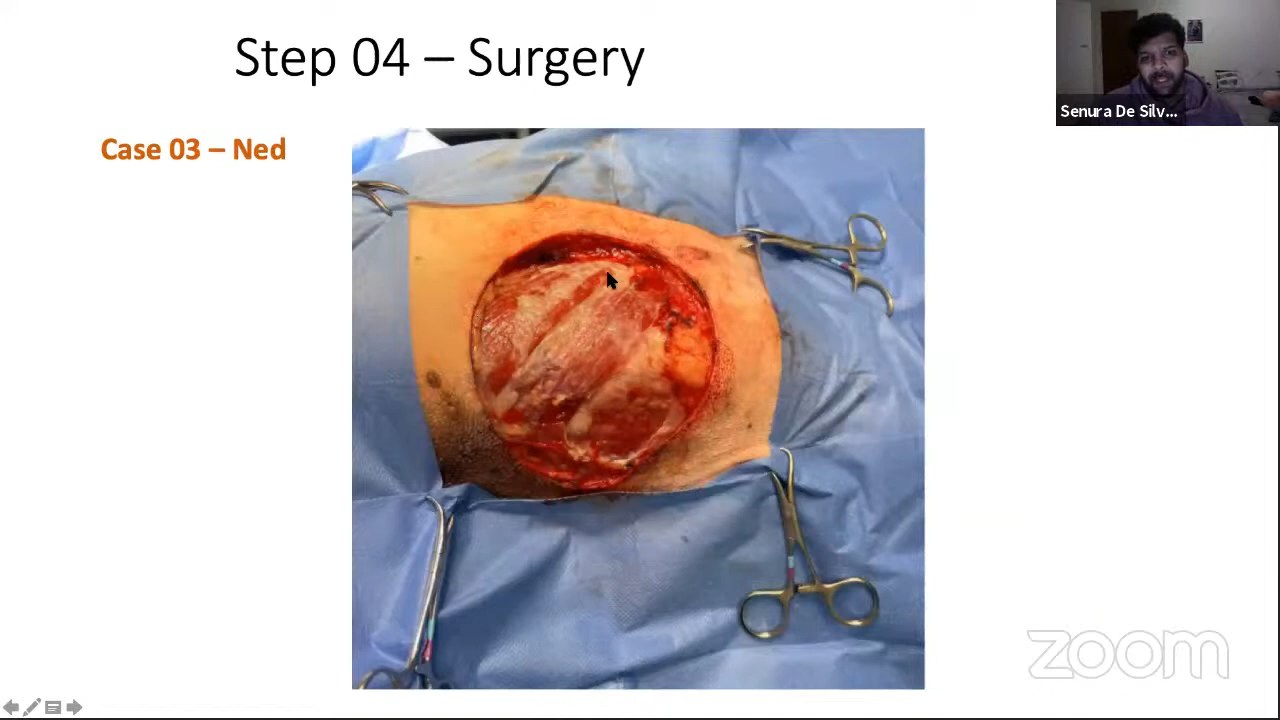 Step 04 – Surgery
Senura De Silv...
Case 03 – Ned
zoom